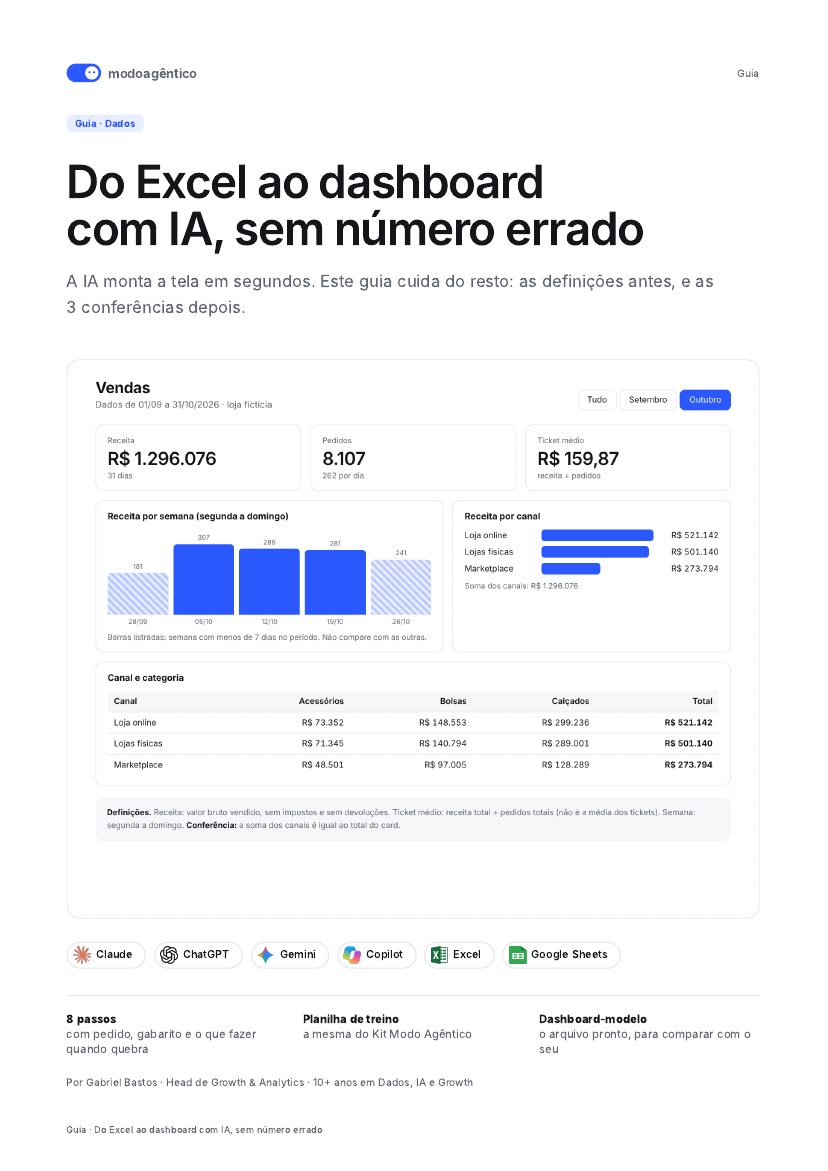 modoagêntico
Guia
Guia · Dados
Do Excel ao dashboard
com IA, sem número errado
A IA monta a tela em segundos. Este guia cuida do resto: as definições antes, e as
3 conferências depois.
Vendas
Dados de 01/09 a 31/10/2026 · loja fictícia
Tudo Setembro Outubro
Receita
R$ 1.296.076
31 dias
Pedidos
8.107
262 por dia
Ticket médio
R$ 159,87
receita ÷ pedidos
Receita por semana (segunda a domingo)
181 307 286 281 241
28/09 05/10 12/10 19/10 26/10
Barras listradas: semana com menos de 7 dias no período. Não compare com as outras.
Receita por canal
Loja online R$ 521.142
Lojas físicas R$ 501.140
Marketplace R$ 273.794
Soma dos canais: R$ 1.296.076
Canal e categoria
Canal Acessórios Bolsas Calçados Total
Loja online R$ 73.352 R$ 148.553 R$ 299.236 R$ 521.142
Lojas físicas R$ 71.345 R$ 140.794 R$ 289.001 R$ 501.140
Marketplace R$ 48.501 R$ 97.005 R$ 128.289 R$ 273.794
Definições. Receita: valor bruto vendido, sem impostos e sem devoluções. Ticket médio: receita total ÷ pedidos totais (não é a média dos tickets). Semana:
segunda a domingo. Conferência: a soma dos canais é igual ao total do card.
Claude ChatGPT Gemini Copilot Excel Google Sheets
8 passos
com pedido, gabarito e o que fazer
quando quebra
Planilha de treino
a mesma do Kit Modo Agêntico
Dashboard-modelo
o arquivo pronto, para comparar com o
seu
Por Gabriel Bastos · Head de Growth & Analytics · 10+ anos em Dados, IA e Growth
Guia · Do Excel ao dashboard com IA, sem número errado